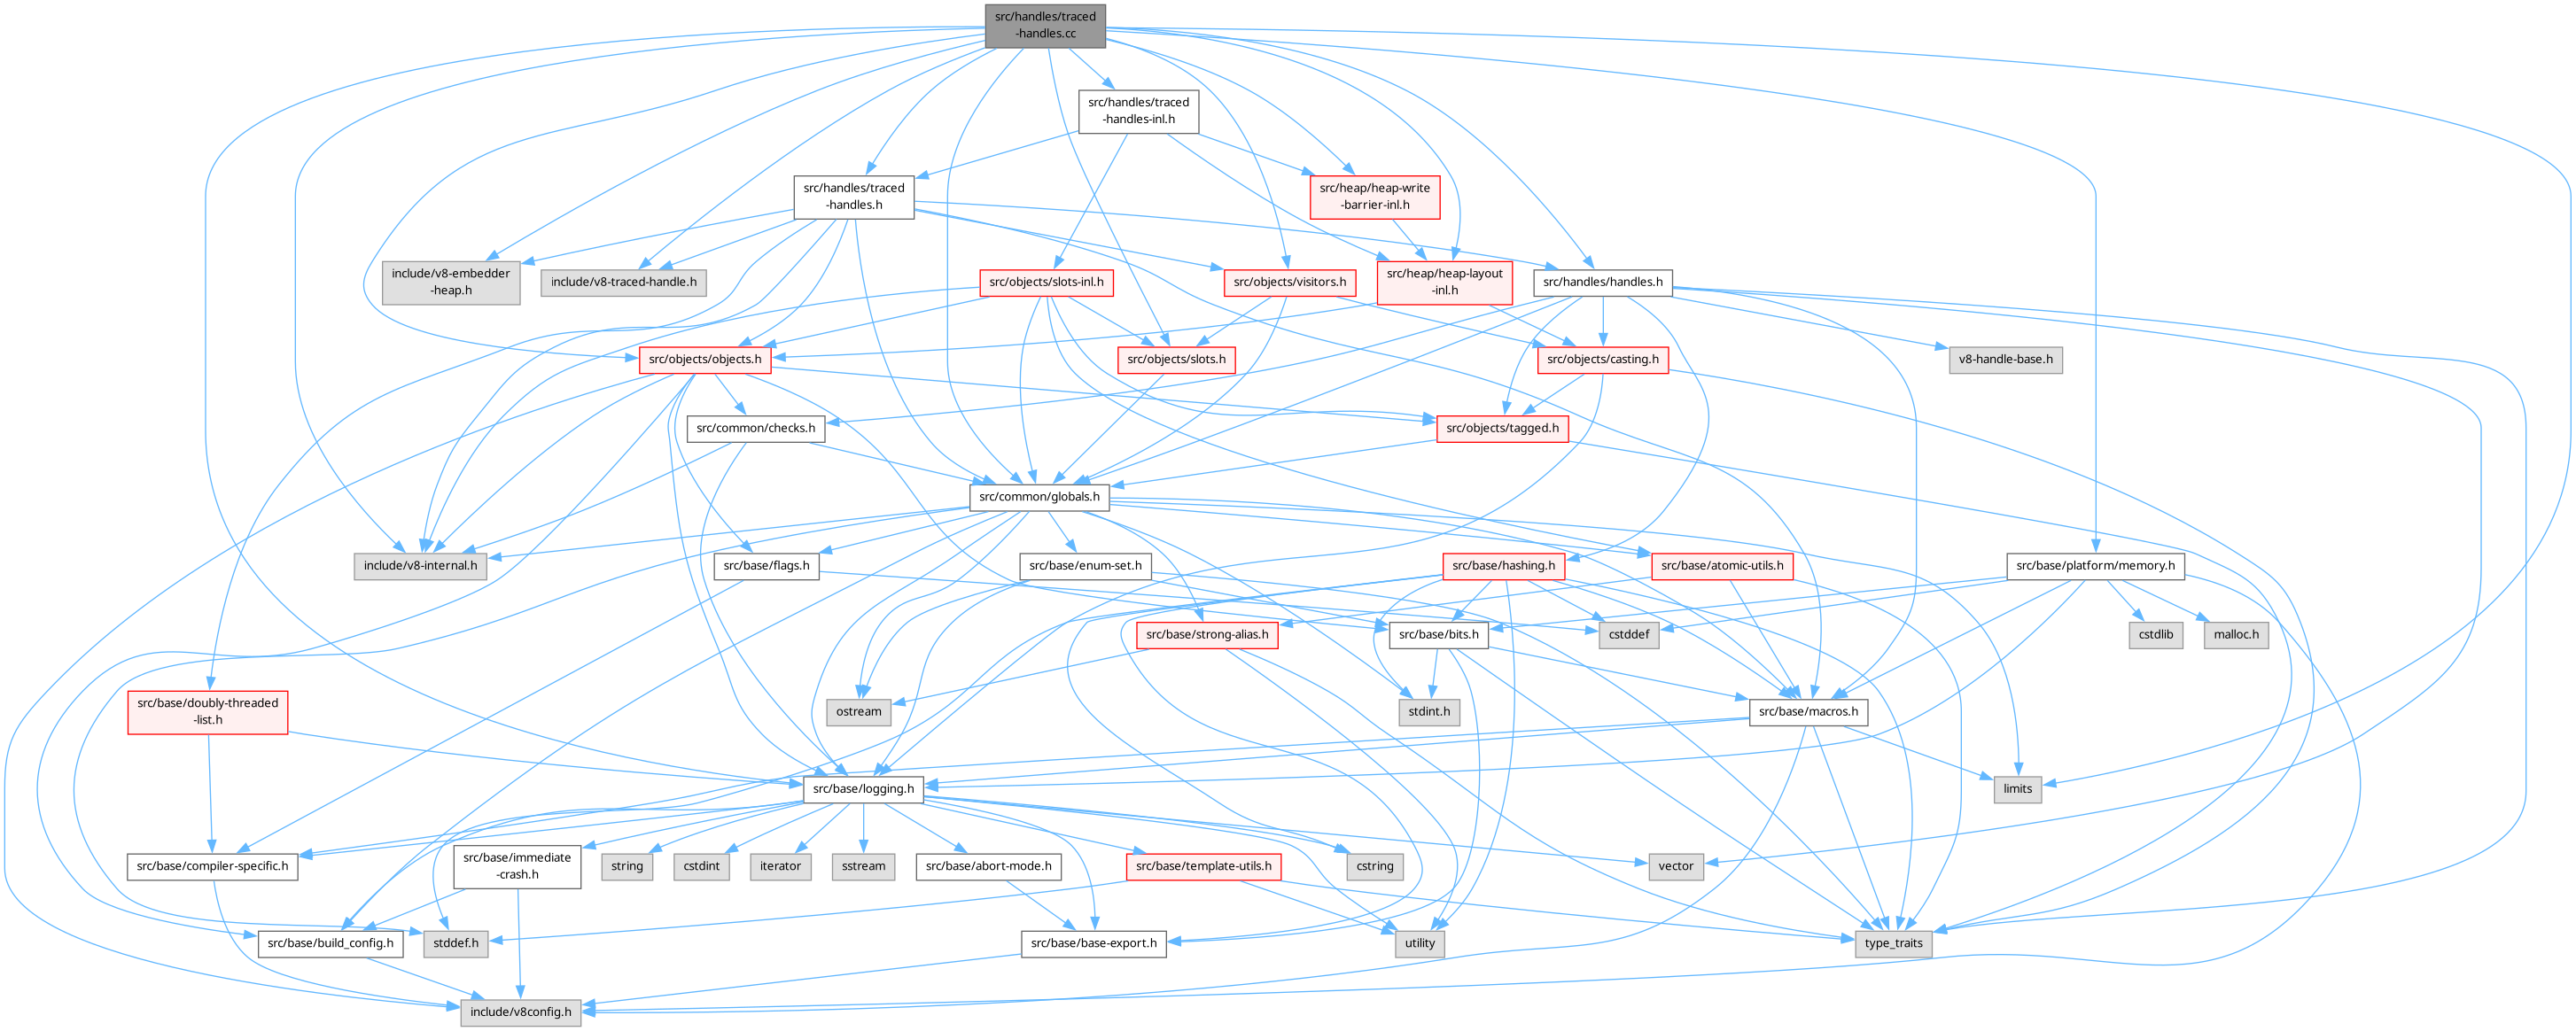 src/handles/traced
-handles.cc
src/handles/traced
-handles-inl.h
src/handles/traced
-handles.h
src/heap/heap-write
-barrier-inl.h
include/v8-embedder
-heap.h
include/v8-traced-handle.h
src/objects/slots-inl.h
src/objects/visitors.h
src/heap/heap-layout
-inl.h
src/handles/handles.h
src/objects/objects.h
src/objects/slots.h
src/objects/casting.h
v8-handle-base.h
src/common/checks.h
src/objects/tagged.h
src/common/globals.h
include/v8-internal.h
src/base/flags.h
src/base/enum-set.h
src/base/hashing.h
src/base/atomic-utils.h
src/base/platform/memory.h
src/base/strong-alias.h
src/base/bits.h
cstddef
cstdlib
malloc.h
src/base/doubly-threaded
-list.h
ostream
stdint.h
src/base/macros.h
src/base/logging.h
limits
src/base/compiler-specific.h
src/base/immediate
-crash.h
string
cstdint
iterator
sstream
src/base/abort-mode.h
src/base/template-utils.h
cstring
vector
src/base/build_config.h
stddef.h
src/base/base-export.h
utility
type_traits
include/v8config.h